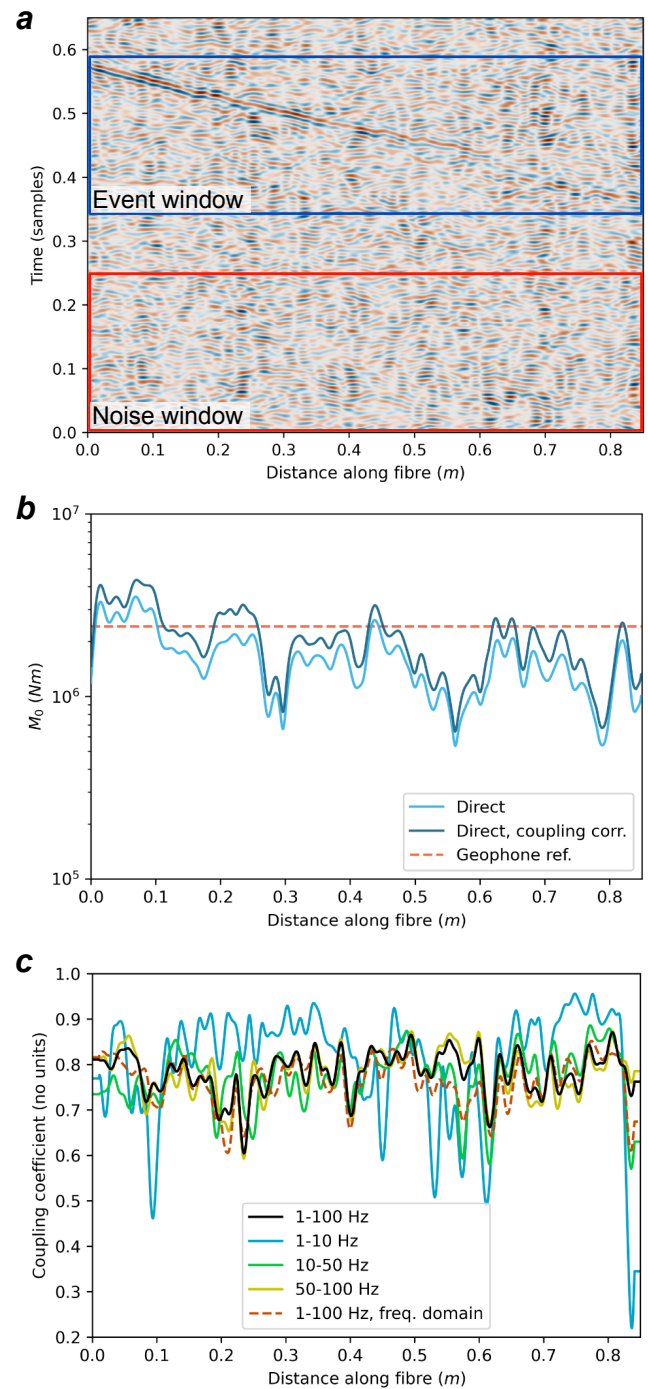 a
0.6
0.5
0.4
0.3
0.2
0.1
0.0
Time (samples)
Event window
Noise window
0.0 0.1 0.2 0.3 0.4 0.5 0.6 0.7 0.8
Distance along fibre (m)
b
10⁷
10⁶
10⁵
M₀ (Nm)
Direct
Direct, coupling corr.
Geophone ref.
0.0 0.1 0.2 0.3 0.4 0.5 0.6 0.7 0.8
Distance along fibre (m)
c
1.0
0.9
0.8
0.7
0.6
0.5
0.4
0.3
0.2
Coupling coefficient (no units)
1-100 Hz
1-10 Hz
10-50 Hz
50-100 Hz
1-100 Hz, freq. domain
0.0 0.1 0.2 0.3 0.4 0.5 0.6 0.7 0.8
Distance along fibre (m)